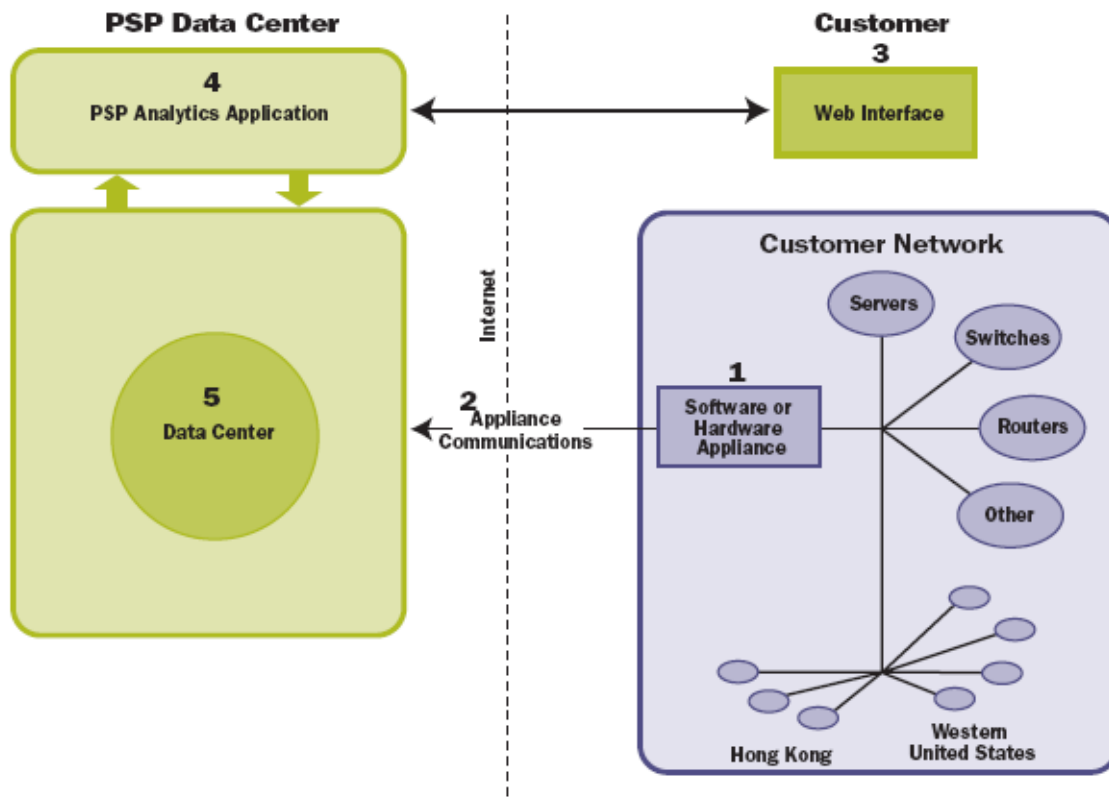 PSP Data Center
4
PSP Analytics Application
5
Data Center
Internet
2
Appliance
Communications
Customer
3
Web Interface
Customer Network
Servers
Switches
1
Software or
Hardware
Appliance
Routers
Other
Hong Kong
Western
United States